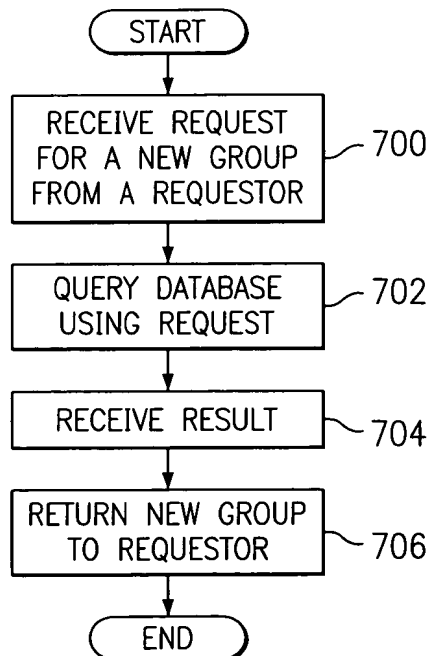 START
RECEIVE REQUEST
FOR A NEW GROUP
FROM A REQUESTOR
700
QUERY DATABASE
USING REQUEST
702
RECEIVE RESULT
704
RETURN NEW GROUP
TO REQUESTOR
706
END